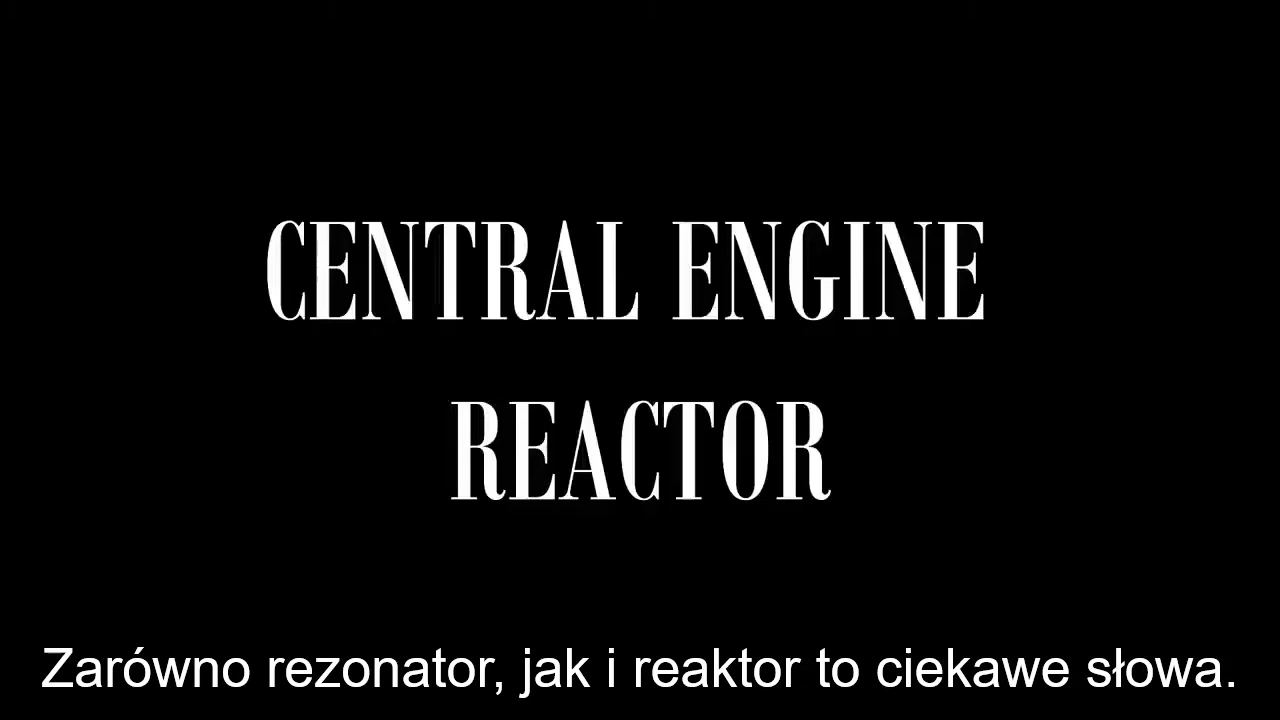 CENTRAL ENGINE
REACTOR
Zarówno rezonator, jak i reaktor to ciekawe słowa.